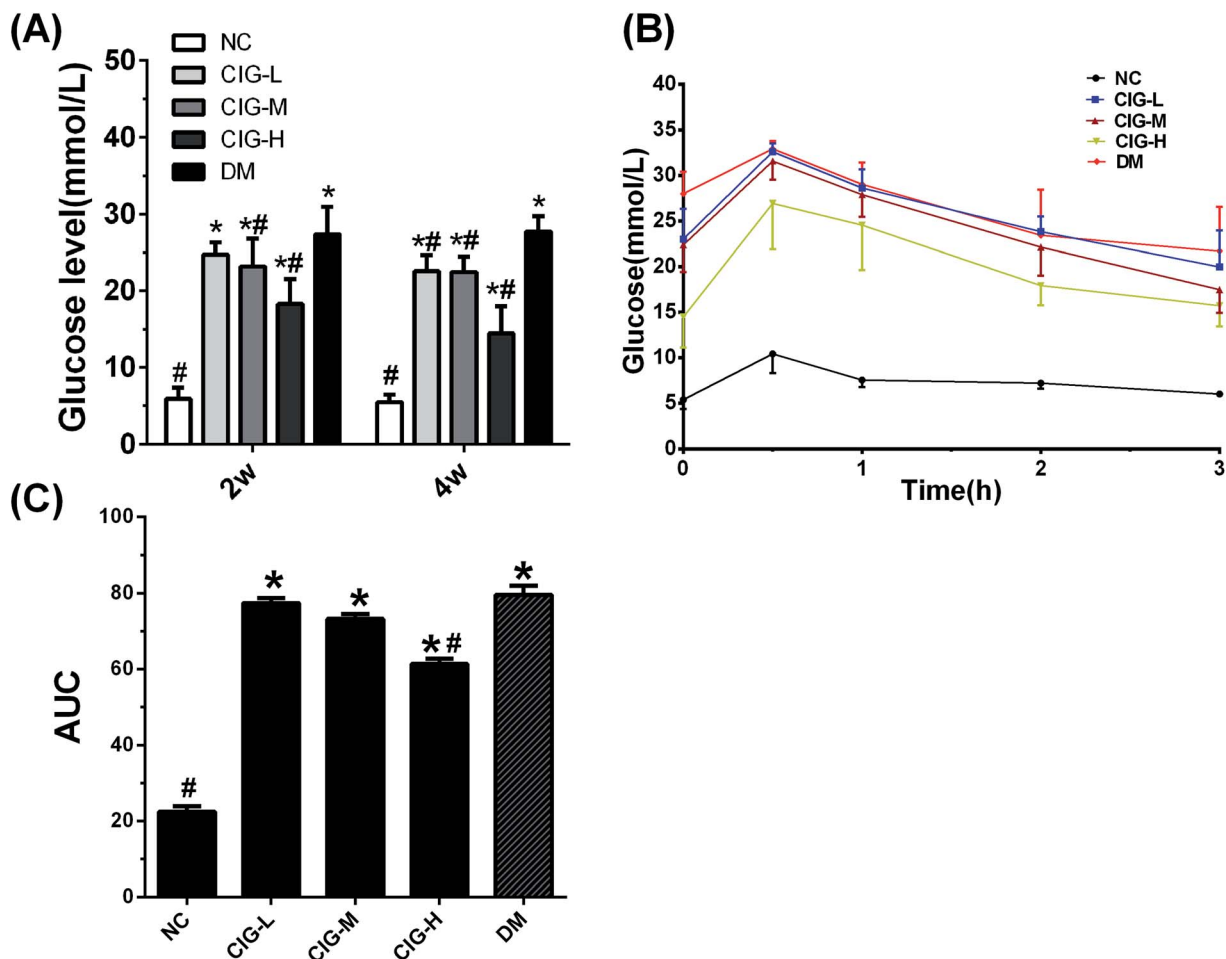 (A)
NC
CIG-L
CIG-M
CIG-H
DM
Glucose level(mmol/L)
50
40
30
20
10
0
#
*
*#
*#
*
#
*#
*#
*#
*
2w
4w
(B)
NC
CIG-L
CIG-M
CIG-H
DM
Glucose(mmol/L)
40
35
30
25
20
15
10
5
0
0
1
2
3
Time(h)
(C)
AUC
100
80
60
40
20
0
#
*
*
*#
*
NC
CIG-L
CIG-M
CIG-H
DM